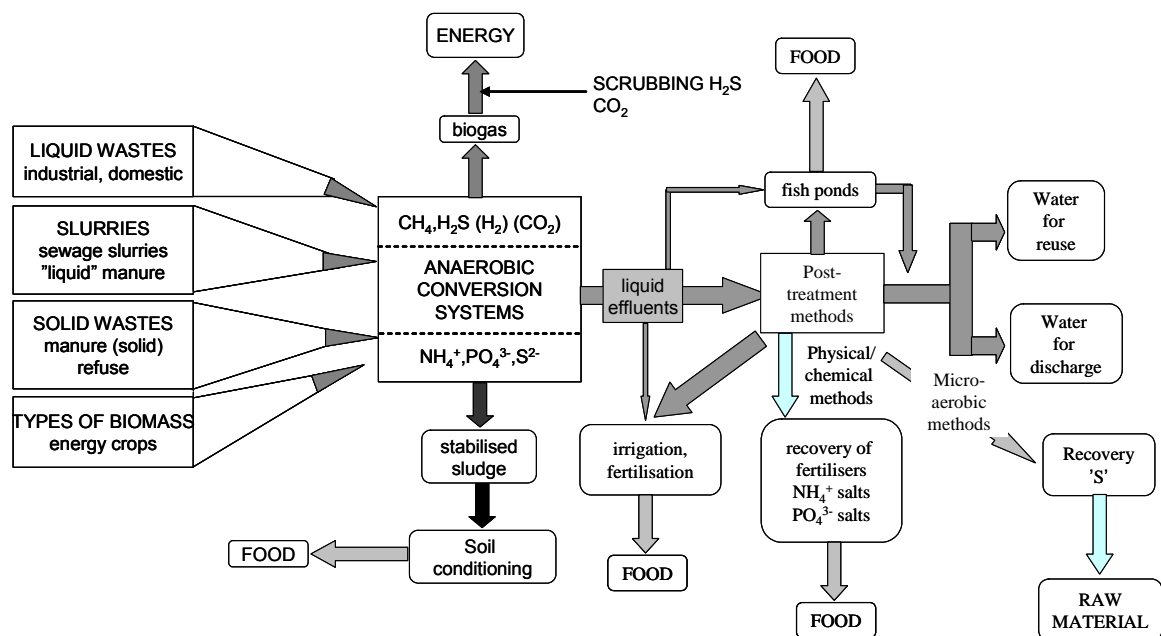 ENERGY
SCRUBBING H₂S
CO₂
biogas
FOOD
LIQUID WASTES
industrial, domestic
SLURRIES
sewage slurries
"liquid" manure
SOLID WASTES
manure (solid)
refuse
TYPES OF BIOMASS
energy crops
CH₄,H₂S (H₂) (CO₂)
ANAEROBIC
CONVERSION
SYSTEMS
NH₄⁺,PO₄³⁻,S²⁻
liquid
effluents
fish ponds
Post-
treatment
methods
Water
for
reuse
Water
for
discharge
Physical/
chemical
methods
Micro-
aerobic
methods
stabilised
sludge
Soil
conditioning
FOOD
irrigation,
fertilisation
FOOD
recovery of
fertilisers
NH₄⁺ salts
PO₄³⁻ salts
FOOD
Recovery
'S'
RAW
MATERIAL